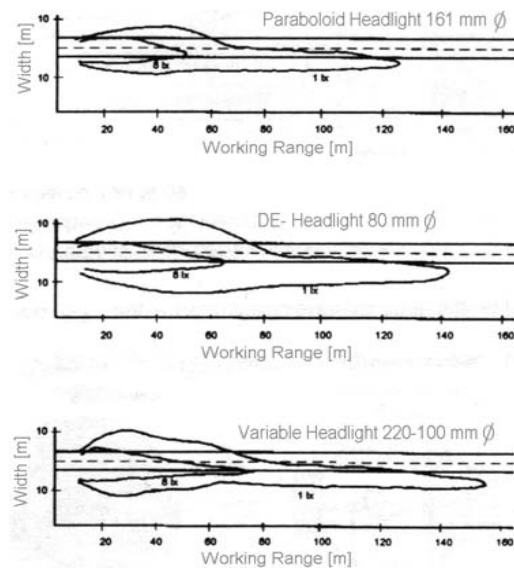 Paraboloid Headlight 161 mm Ø
Width [m]
10
10
8 lx
1 lx
20 40 60 80 100 120 140 160
Working Range [m]
DE- Headlight 80 mm Ø
Width [m]
10
10
8 lx
1 lx
20 40 60 80 100 120 140 160
Working Range [m]
Variable Headlight 220-100 mm Ø
Width [m]
10
10
8 lx
1 lx
20 40 60 80 100 120 140 160
Working Range [m]